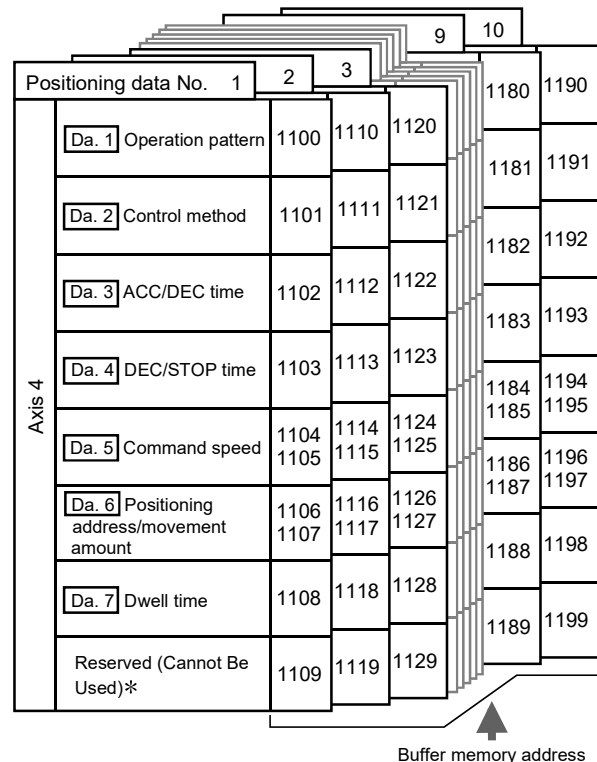 9 10
Positioning data No. 1 2 3
Axis 4
Da. 1 Operation pattern 1100 1110 1120 1180 1190
Da. 2 Control method 1101 1111 1121 1181 1191
Da. 3 ACC/DEC time 1102 1112 1122 1182 1192
Da. 4 DEC/STOP time 1103 1113 1123 1183 1193
Da. 5 Command speed 1104 1114 1124 1184 1194
1105 1115 1125 1185 1195
Da. 6 Positioning 1106 1116 1126 1186 1196
address/movement 1107 1117 1127 1187 1197
amount
Da. 7 Dwell time 1108 1118 1128 1188 1198
Reserved (Cannot Be 1109 1119 1129 1189 1199
Used)*
Buffer memory address